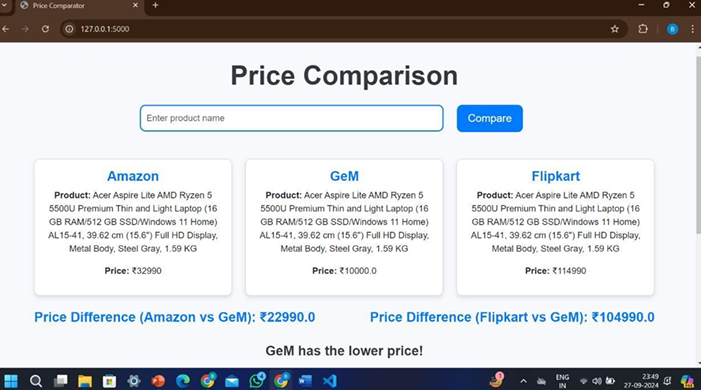 Price Comparator
127.0.0.1:5000
Price Comparison
Enter product name
Compare
Amazon
Product: Acer Aspire Lite AMD Ryzen 5
5500U Premium Thin and Light Laptop (16
GB RAM/512 GB SSD/Windows 11 Home)
AL15-41, 39.62 cm (15.6") Full HD Display,
Metal Body, Steel Gray, 1.59 KG
Price: ₹32990
GeM
Product: Acer Aspire Lite AMD Ryzen 5
5500U Premium Thin and Light Laptop (16
GB RAM/512 GB SSD/Windows 11 Home)
AL15-41, 39.62 cm (15.6") Full HD Display,
Metal Body, Steel Gray, 1.59 KG
Price: ₹10000.0
Flipkart
Product: Acer Aspire Lite AMD Ryzen 5
5500U Premium Thin and Light Laptop (16
GB RAM/512 GB SSD/Windows 11 Home)
AL15-41, 39.62 cm (15.6") Full HD Display,
Metal Body, Steel Gray, 1.59 KG
Price: ₹114990
Price Difference (Amazon vs GeM): ₹22990.0
Price Difference (Flipkart vs GeM): ₹104990.0
GeM has the lower price!
ENG
IN
23:49
27-09-2024